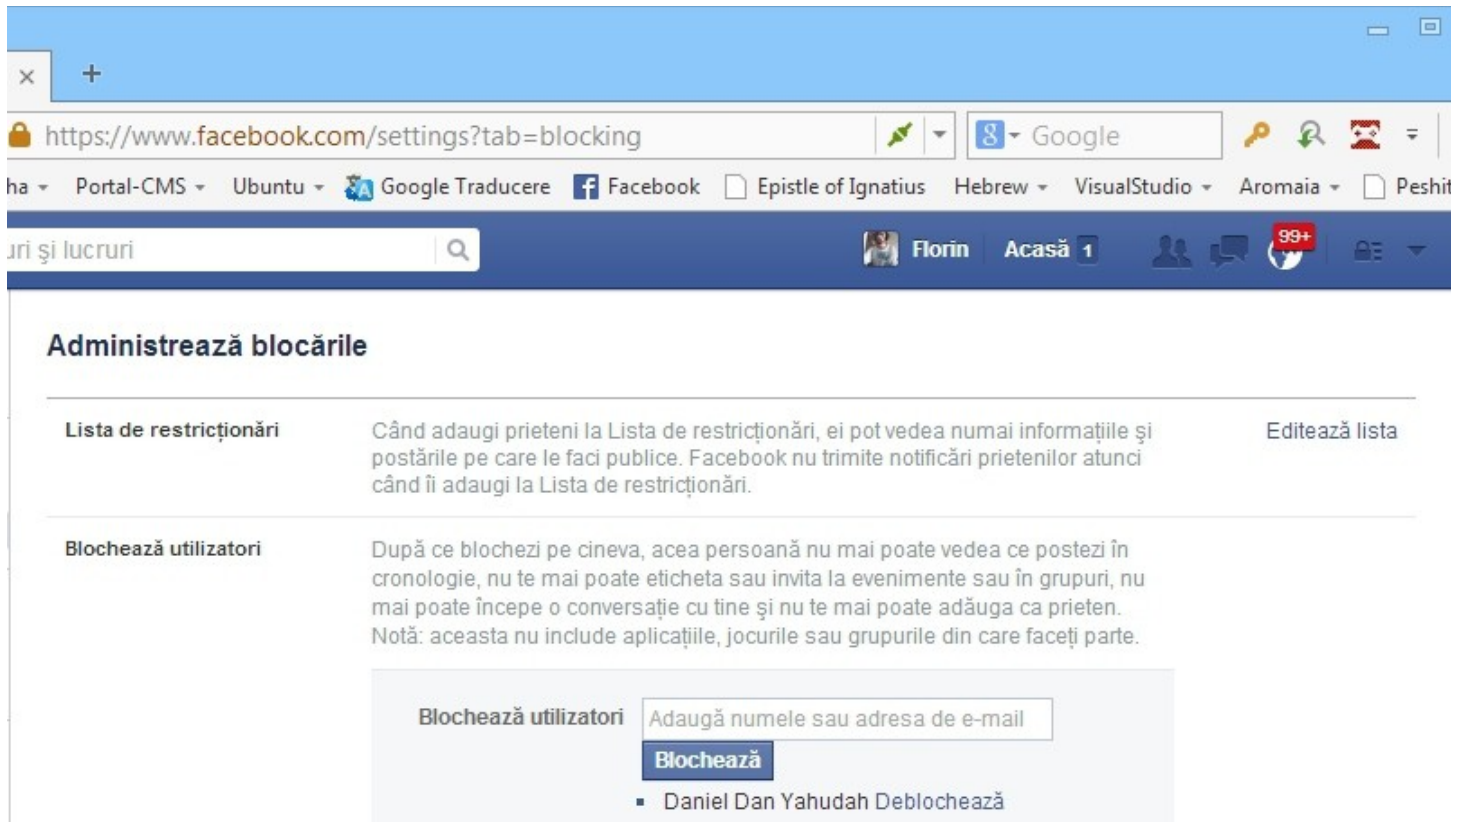 https://www.facebook.com/settings?tab=blocking
8 Google
ha Portal-CMS Ubuntu Google Traducere Facebook Epistle of Ignatius Hebrew VisualStudio Aromaia Peshit
uri şi lucruri Florin Acasă 1 99+
Administrează blocările
Lista de restricționări
Când adaugi prieteni la Lista de restricționări, ei pot vedea numai informațiile şi
postările pe care le faci publice. Facebook nu trimite notificări prietenilor atunci
când îi adaugi la Lista de restricționări.
Editează lista
Blochează utilizatori
După ce blochezi pe cineva, acea persoană nu mai poate vedea ce postezi în
cronologie, nu te mai poate eticheta sau invita la evenimente sau în grupuri, nu
mai poate începe o conversație cu tine şi nu te mai poate adăuga ca prieten.
Notă: aceasta nu include aplicațiile, jocurile sau grupurile din care faceți parte.
Blochează utilizatori Adaugă numele sau adresa de e-mail
Blochează
Daniel Dan Yahudah Deblochează